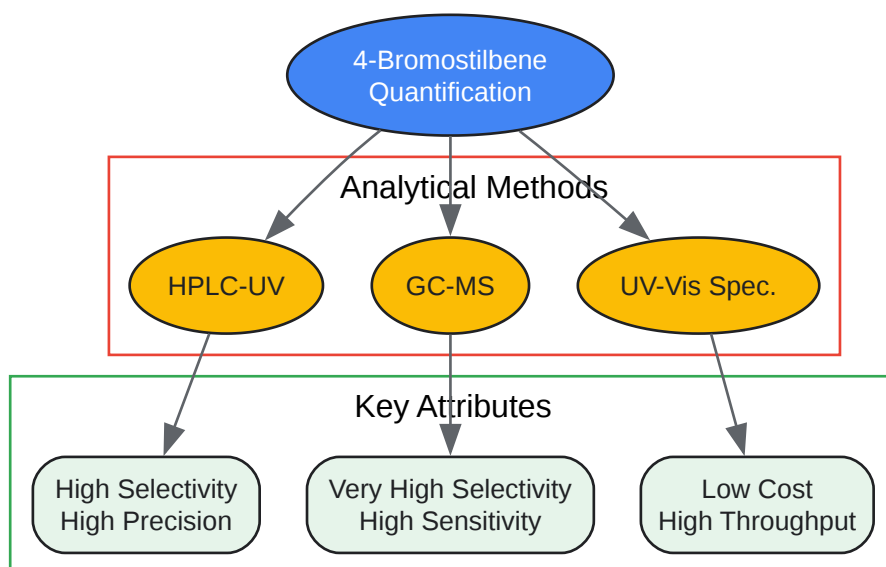 4-Bromostilbene
Quantification
Analytical Methods
HPLC-UV
GC-MS
UV-Vis Spec.
Key Attributes
High Selectivity
High Precision
Very High Selectivity
High Sensitivity
Low Cost
High Throughput